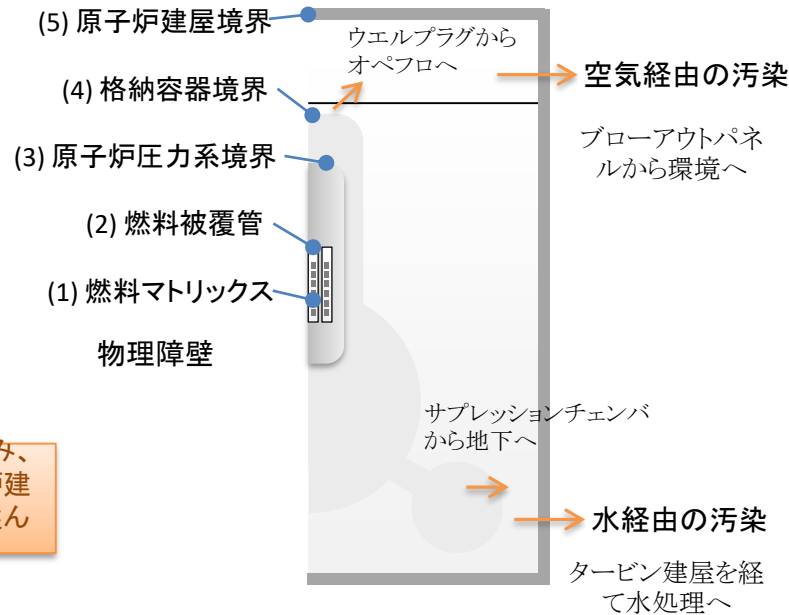 (5) 原子炉建屋境界
ウエルプラグから
オペフロへ
空気経由の汚染
(4) 格納容器境界
ブローアウトパネ
ルから環境へ
(3) 原子炉圧力系境界
(2) 燃料被覆管
(1) 燃料マトリックス
物理障壁
サプレッションチェンバ
から地下へ
み、
建
ん
水経由の汚染
タービン建屋を経
て水処理へ